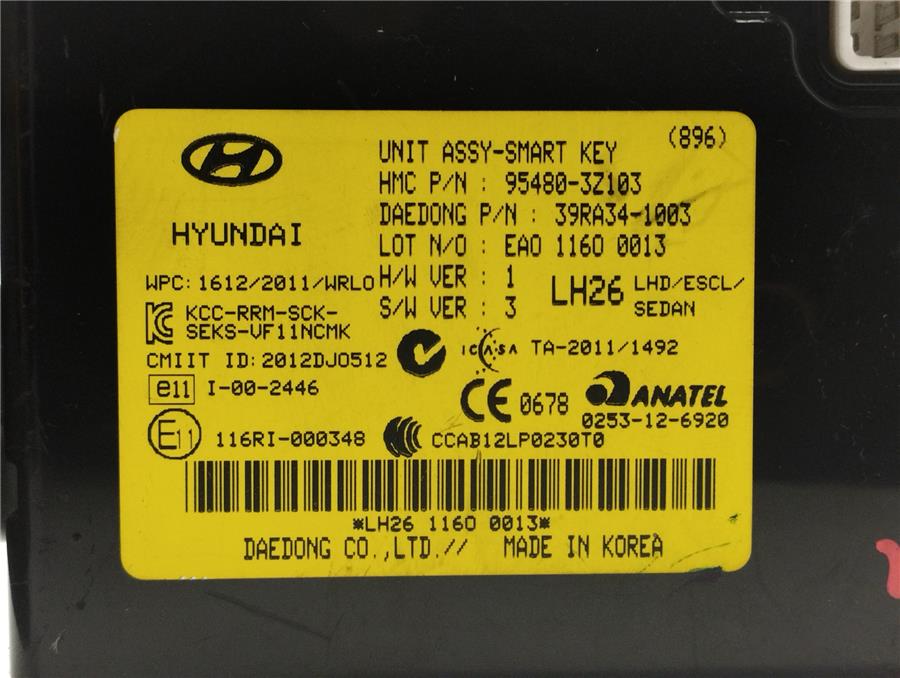 (896)
UNIT ASSY-SMART KEY
HMC P/N : 95480-3Z103
HYUNDAI
DAEDONG P/N : 39RA34-1003
LOT N/O : EAO 1160 0013
WPC: 1612/2011/WRLO
H/W VER : 1
S/W VER : 3
LH26
LHD/ESCL/
SEDAN
KCC-RRM-SCK-
SEKS-VF11NCMK
CMIIT ID: 2012DJ0512
ICASA TA-2011/1492
e11 I-00-2446
CE 0678
ANATEL
0253-12-6920
E11 116RI-000348
CCAB12LP0230T0
*LH26 1160 0013*
DAEDONG CO.,LTD.// MADE IN KOREA